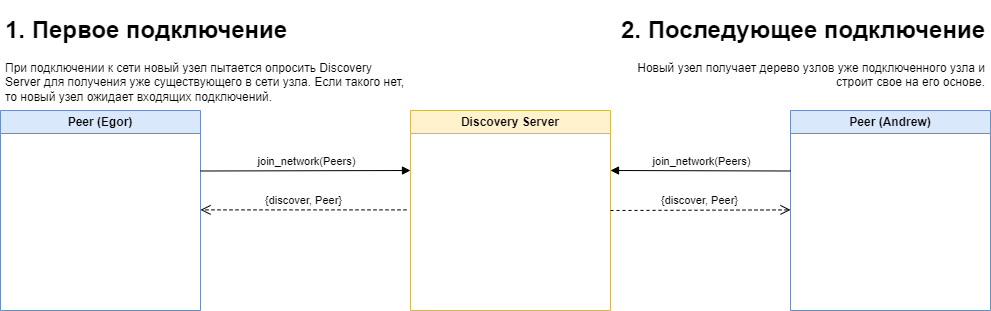 1. Первое подключение
При подключении к сети новый узел пытается опросить Discovery
Server для получения уже существующего в сети узла. Если такого нет,
то новый узел ожидает входящих подключений.
2. Последующее подключение
Новый узел получает дерево узлов уже подключенного узла и
строит свое на его основе.
Peer (Egor)
Discovery Server
Peer (Andrew)
join_network(Peers)
join_network(Peers)
{discover, Peer}
{discover, Peer}